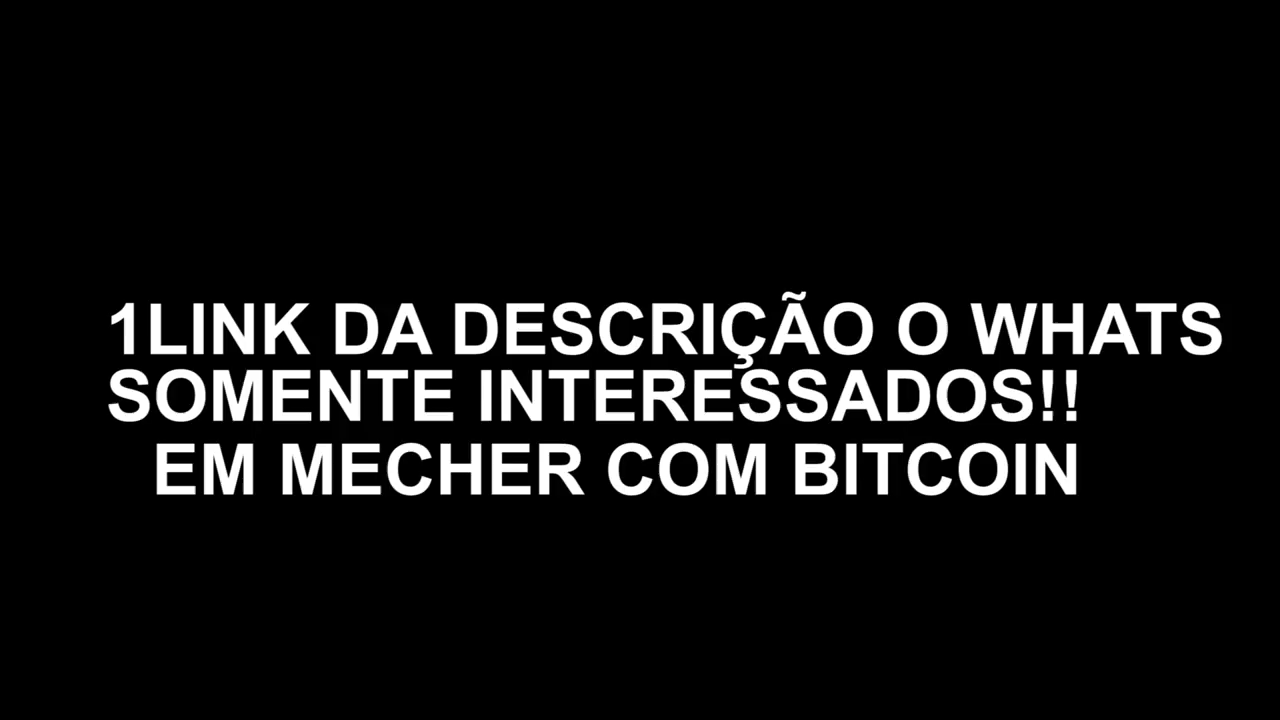 1LINK DA DESCRIÇÃO O WHATS
SOMENTE INTERESSADOS!!
EM MECHER COM BITCOIN